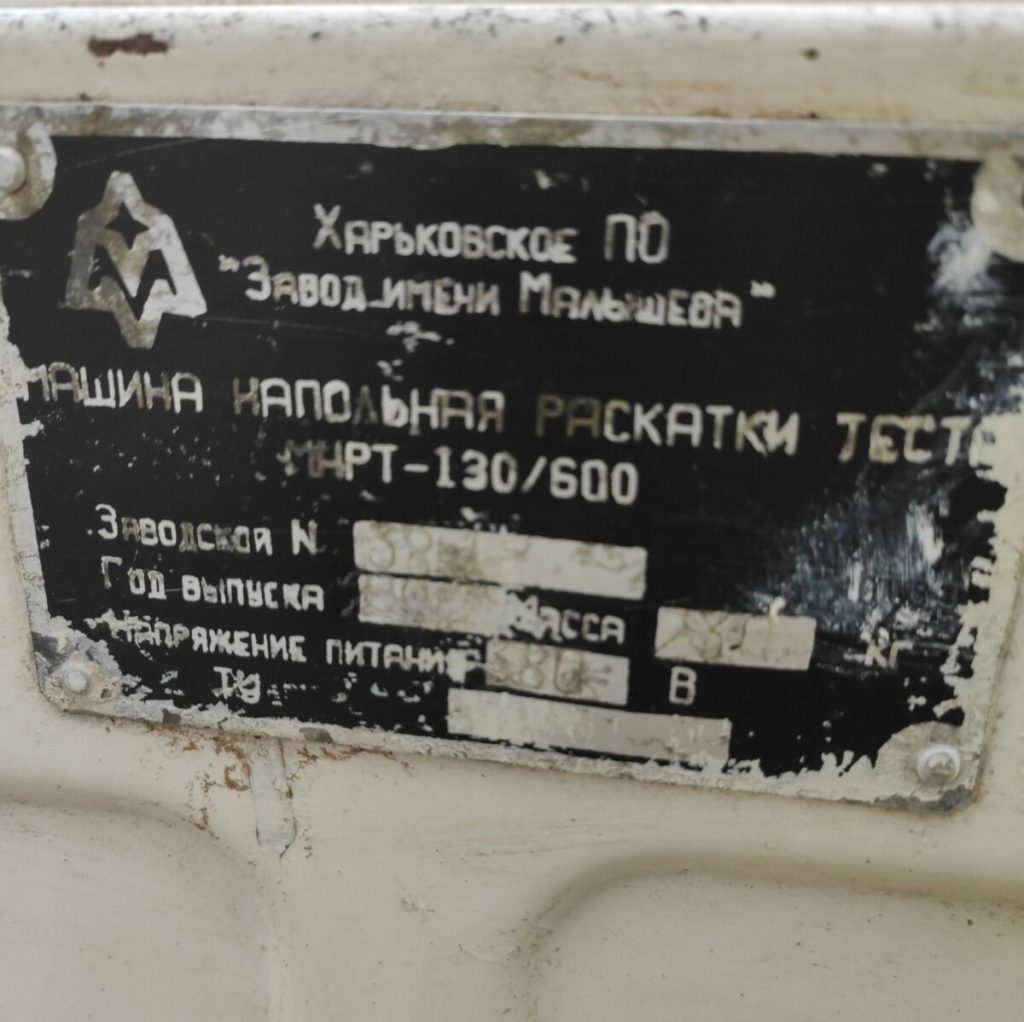 Харьковское ПО
"Завод имени Малышева"
МАШИНА НАПОЛЬНАЯ РАСКАТКИ ТЕСТА
МНРТ-130/600
Заводской N
Год выпуска Масса кг
Напряжение питания 380 В
ТУ